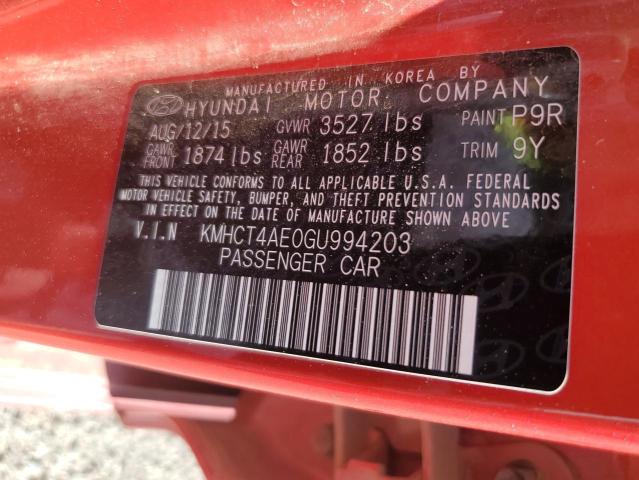 MANUFACTURED IN KOREA BY
HYUNDAI MOTOR COMPANY
AUG/12/15 GVWR 3527 lbs PAINT P9R
GAWR FRONT 1874 lbs GAWR REAR 1852 lbs TRIM 9Y
THIS VEHICLE CONFORMS TO ALL APPLICABLE U.S.A. FEDERAL
MOTOR VEHICLE SAFETY, BUMPER, AND THEFT PREVENTION STANDARDS
IN EFFECT ON THE DATE OF MANUFACTURE SHOWN ABOVE
V.I.N KMHCT4AE0GU994203
PASSENGER CAR